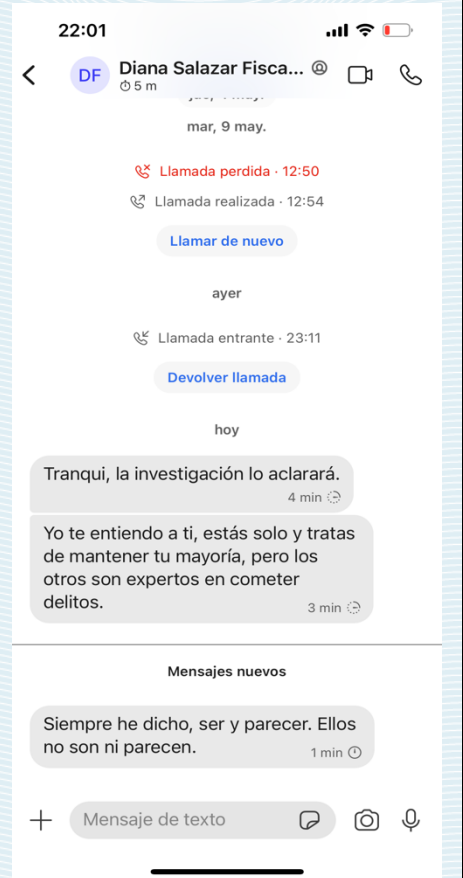 22:01
DF
Diana Salazar Fisca...
5 m
mar, 9 may.
Llamada perdida · 12:50
Llamada realizada · 12:54
Llamar de nuevo
ayer
Llamada entrante · 23:11
Devolver llamada
hoy
Tranqui, la investigación lo aclarará.
4 min
Yo te entiendo a ti, estás solo y tratas
de mantener tu mayoría, pero los
otros son expertos en cometer
delitos.
3 min
Mensajes nuevos
Siempre he dicho, ser y parecer. Ellos
no son ni parecen.
1 min
Mensaje de texto